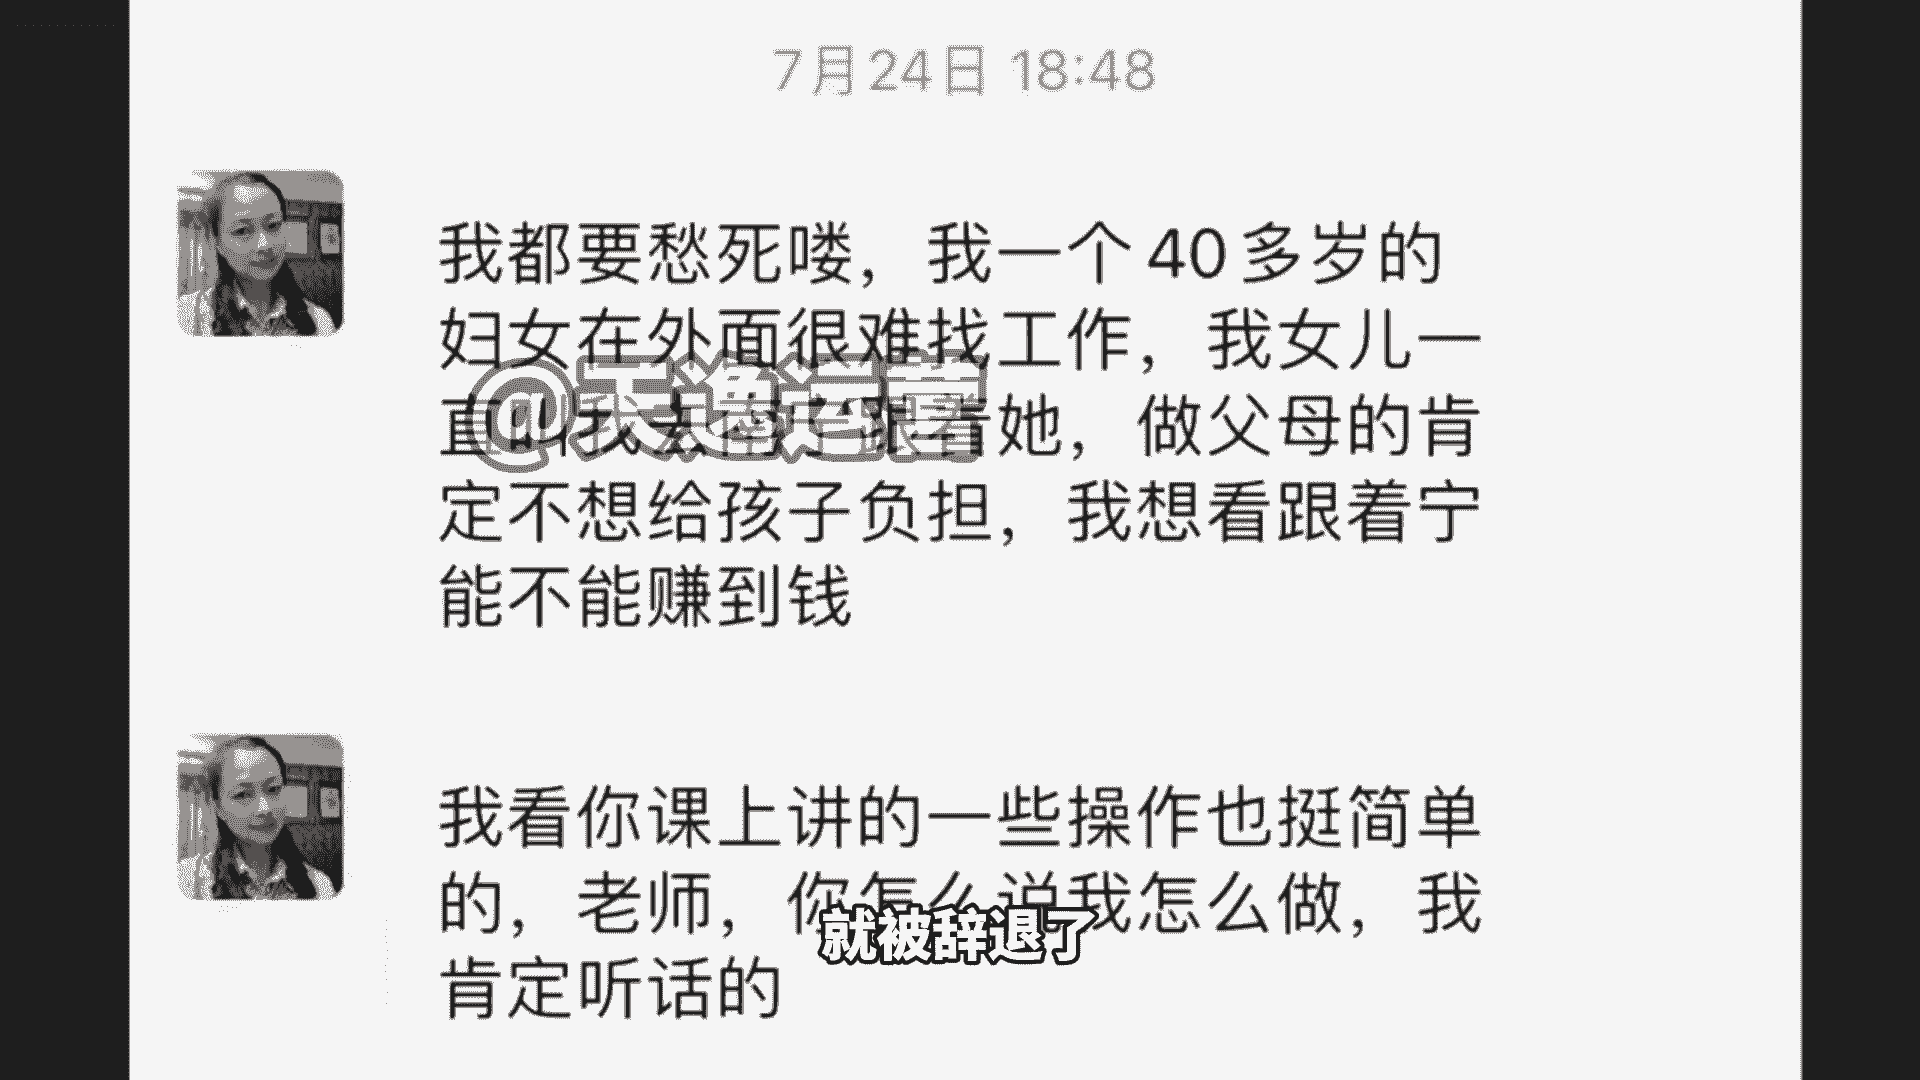 7月24日 18:48
我都要愁死喽，我一个40多岁的
妇女在外面很难找工作，我女儿一
直叫我去南宁跟着她，做父母的肯
@天逸运营
定不想给孩子负担，我想看跟着宁
能不能赚到钱
我看你课上讲的一些操作也挺简单
的，老师，你怎么说我怎么做，我
就被辞退了
肯定听话的